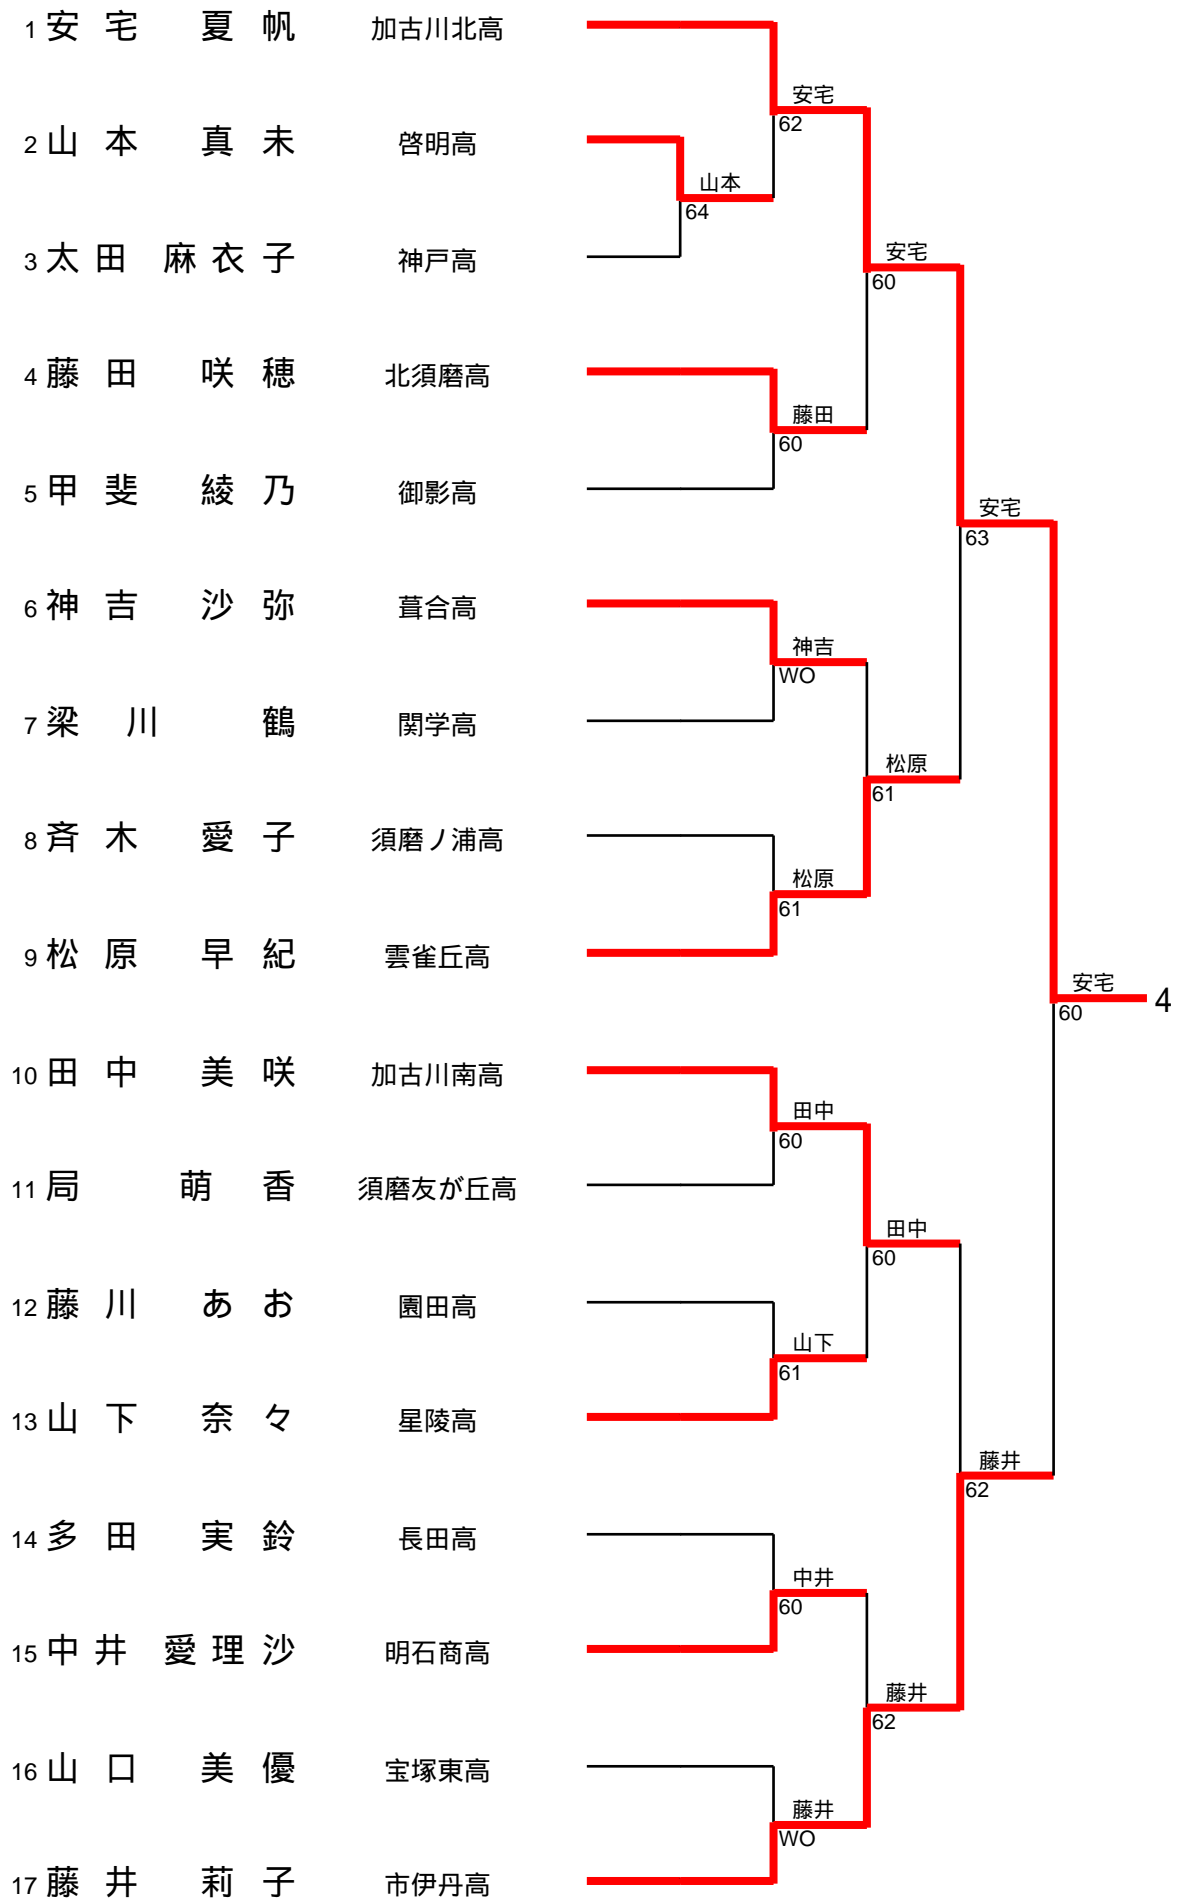 1 安宅 夏帆 加古川北高
安宅
62
2 山本 真未 啓明高
山本
64
3 太田 麻衣子 神戸高
安宅
60
4 藤田 咲穂 北須磨高
藤田
60
5 甲斐 綾乃 御影高
安宅
63
6 神吉 沙弥 葺合高
神吉
WO
7 梁川 鶴 関学高
松原
61
8 斉木 愛子 須磨ノ浦高
松原
61
9 松原 早紀 雲雀丘高
安宅
60
4
10 田中 美咲 加古川南高
田中
60
11 局 萌香 須磨友が丘高
田中
60
12 藤川 あお 園田高
山下
61
13 山下 奈々 星陵高
藤井
62
14 多田 実鈴 長田高
中井
60
15 中井 愛理沙 明石商高
藤井
62
16 山口 美優 宝塚東高
藤井
WO
17 藤井 莉子 市伊丹高